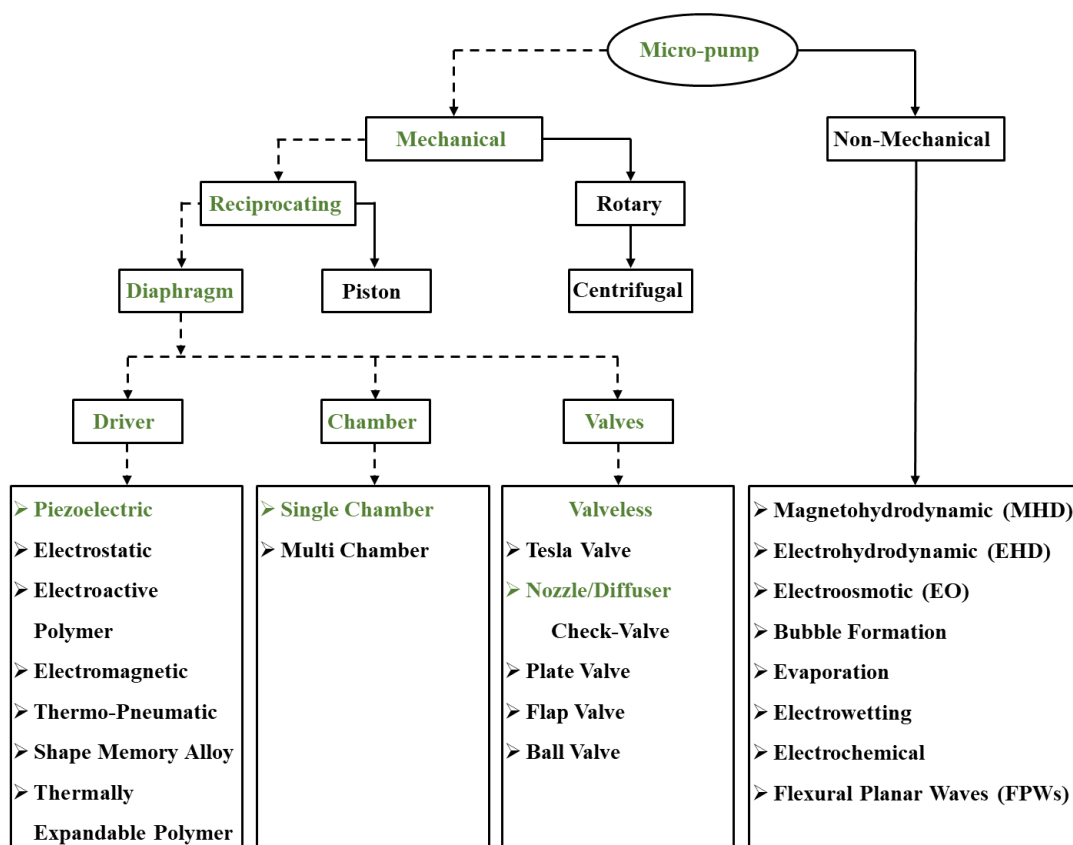 Micro-pump
Mechanical
Non-Mechanical
Reciprocating
Rotary
Diaphragm
Piston
Centrifugal
Driver
Chamber
Valves
Piezoelectric
Electrostatic
Electroactive
Polymer
Electromagnetic
Thermo-Pneumatic
Shape Memory Alloy
Thermally
Expandable Polymer
Single Chamber
Multi Chamber
Valveless
Tesla Valve
Nozzle/Diffuser
Check-Valve
Plate Valve
Flap Valve
Ball Valve
Magnetohydrodynamic (MHD)
Electrohydrodynamic (EHD)
Electroosmotic (EO)
Bubble Formation
Evaporation
Electrowetting
Electrochemical
Flexural Planar Waves (FPWs)